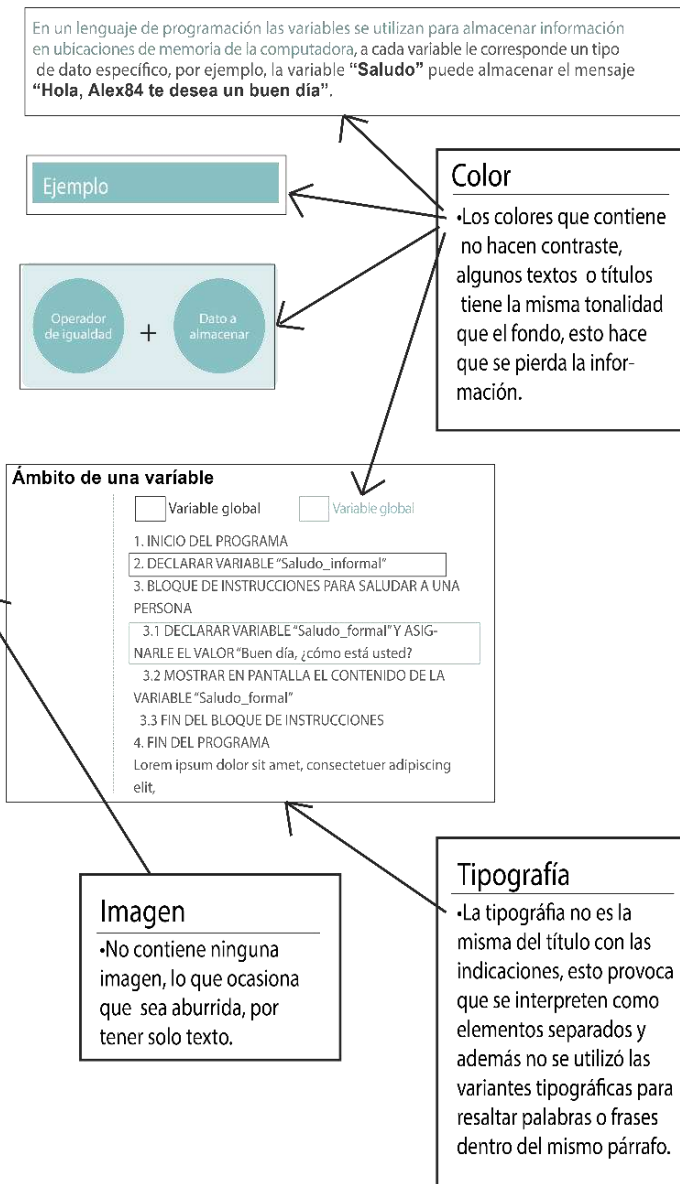 En un lenguaje de programación las variables se utilizan para almacenar información
en ubicaciones de memoria de la computadora, a cada variable le corresponde un tipo
de dato específico, por ejemplo, la variable “Saludo” puede almacenar el mensaje
“Hola, Alex84 te desea un buen día”.
Ejemplo
Operador
de igualdad
+
Dato a
almacenar
Color
•Los colores que contiene
no hacen contraste,
algunos textos o títulos
tiene la misma tonalidad
que el fondo, esto hace
que se pierda la infor-
mación.
Ámbito de una varíable
Variable global
Variable global
1. INICIO DEL PROGRAMA
2. DECLARAR VARIABLE “Saludo_informal”
3. BLOQUE DE INSTRUCCIONES PARA SALUDAR A UNA
PERSONA
3.1 DECLARAR VARIABLE “Saludo_formal” Y ASIG-
NARLE EL VALOR “Buen día, ¿cómo está usted?
3.2 MOSTRAR EN PANTALLA EL CONTENIDO DE LA
VARIABLE “Saludo_formal”
3.3 FIN DEL BLOQUE DE INSTRUCCIONES
4. FIN DEL PROGRAMA
Lorem ipsum dolor sit amet, consectetuer adipiscing
elit,
Imagen
•No contiene ninguna
imagen, lo que ocasiona
que sea aburrida, por
tener solo texto.
Tipografía
•La tipográfia no es la
misma del título con las
indicaciones, esto provoca
que se interpreten como
elementos separados y
además no se utilizó las
variantes tipográficas para
resaltar palabras o frases
dentro del mismo párrafo.